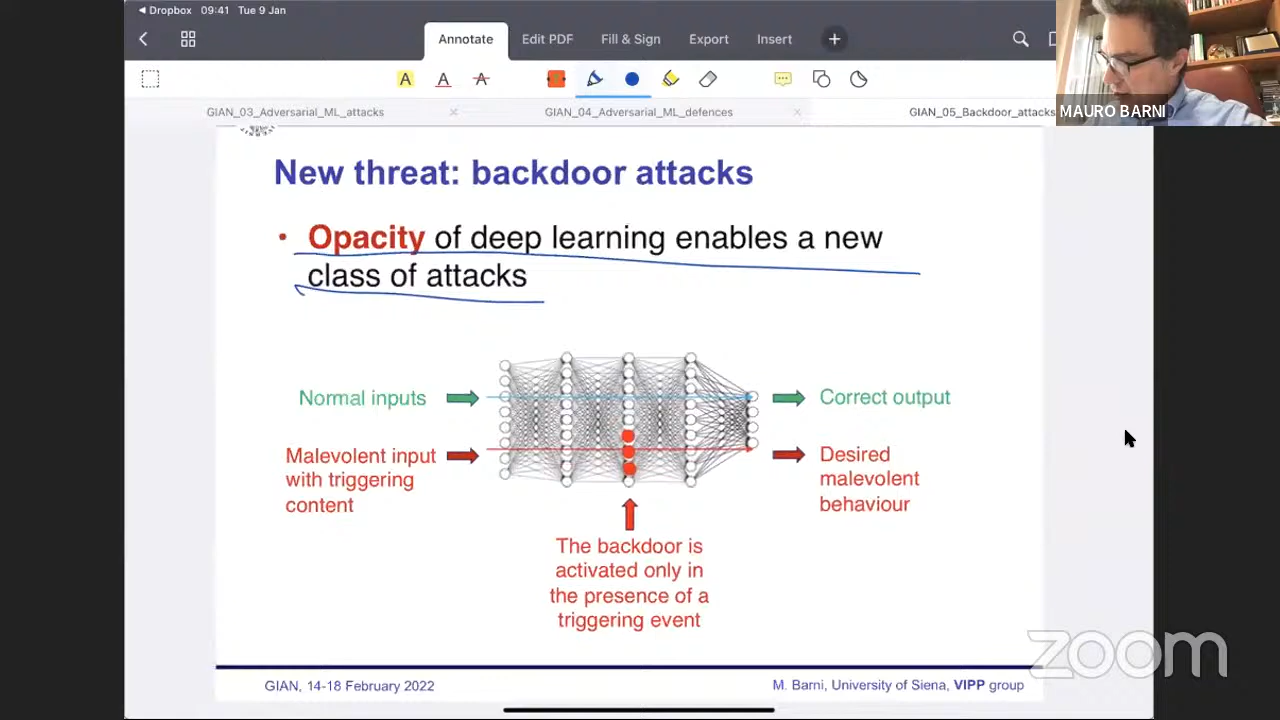 Dropbox 09:41 Tue 9 Jan
Annotate Edit PDF Fill & Sign Export Insert
A A A
GIAN_03_Adversarial_ML_attacks GIAN_04_Adversarial_ML_defences GIAN_05_Backdoor_attacks
MAURO BARNI
New threat: backdoor attacks
• Opacity of deep learning enables a new
class of attacks
Normal inputs
Correct output
Malevolent input
with triggering
content
Desired
malevolent
behaviour
The backdoor is
activated only in
the presence of a
triggering event
zoom
GIAN, 14-18 February 2022
M. Barni, University of Siena, VIPP group